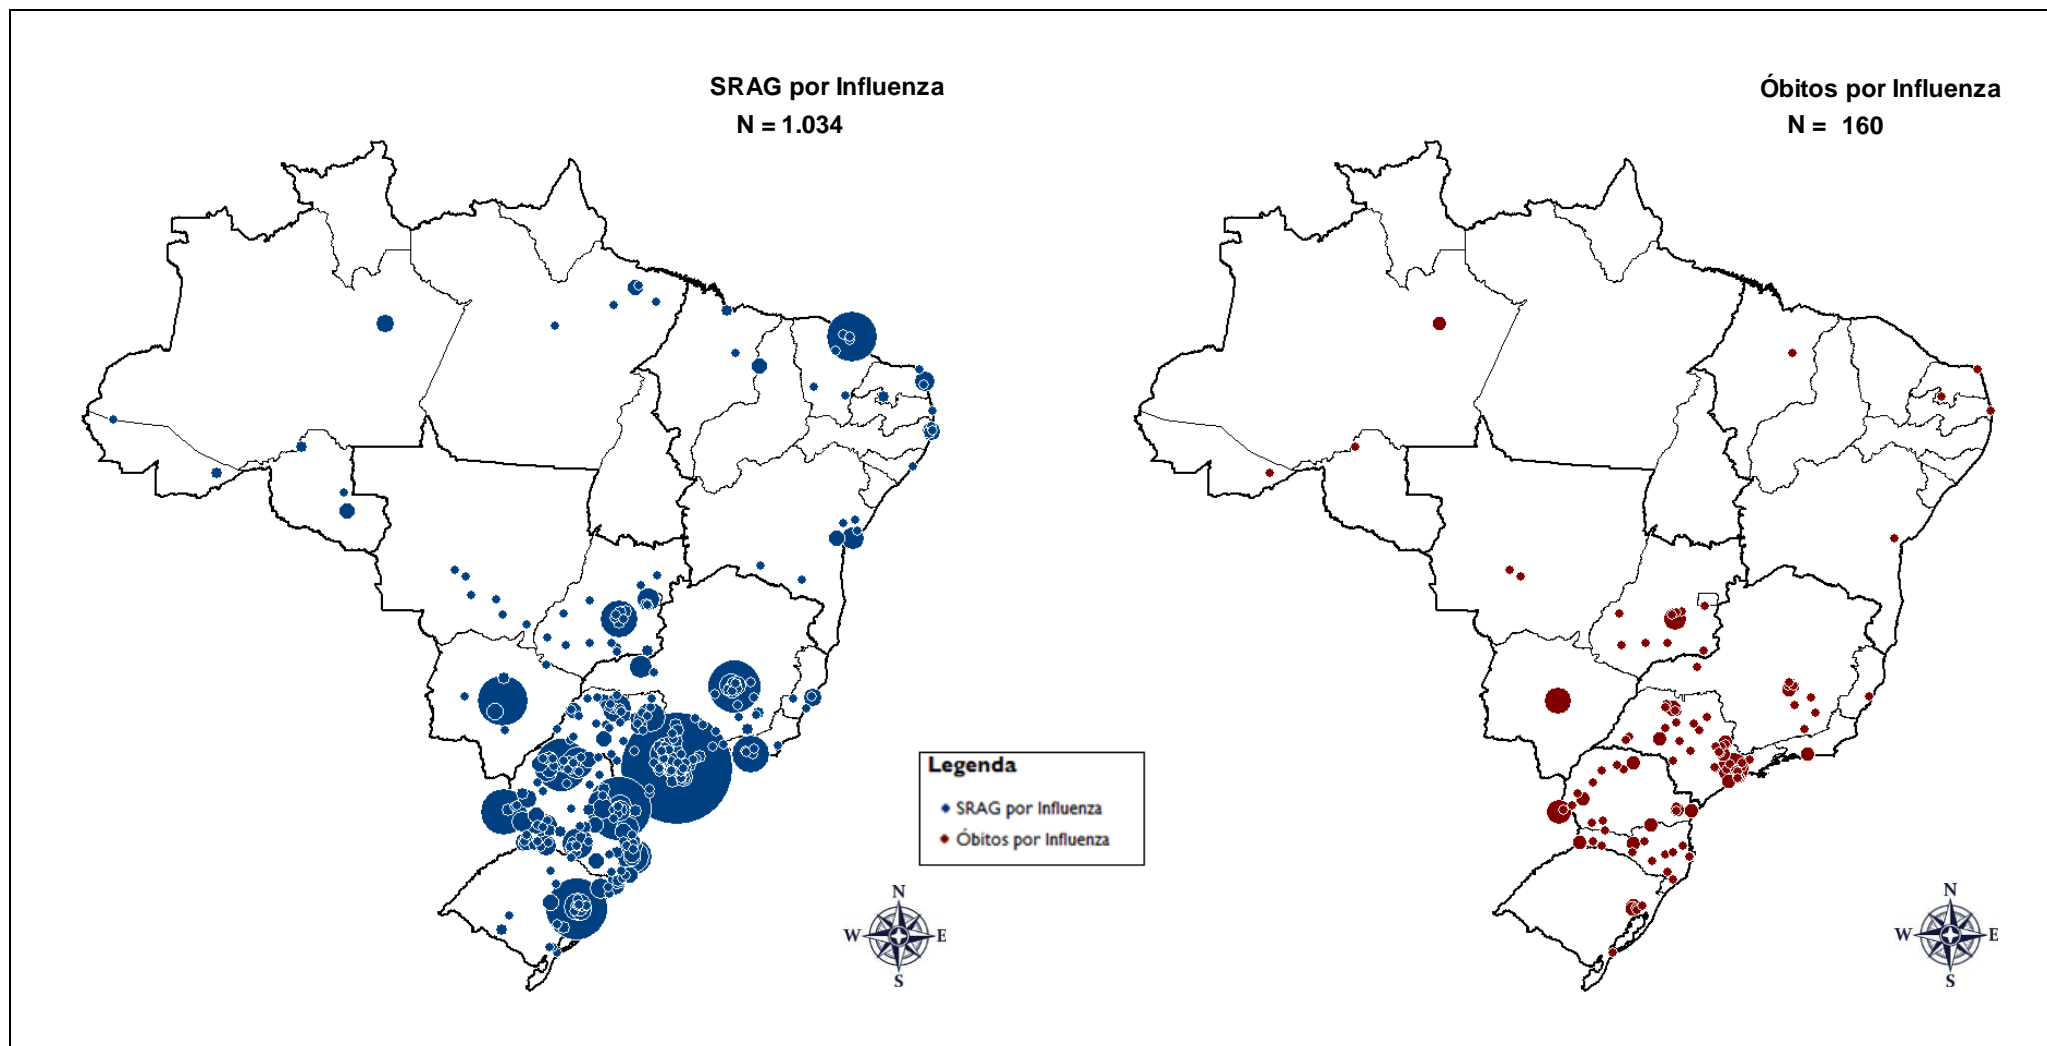 SRAG por Influenza
N = 1.034
Óbitos por Influenza
N = 160
Legenda
SRAG por Influenza
Óbitos por Influenza
N
W E
S
N
W E
S